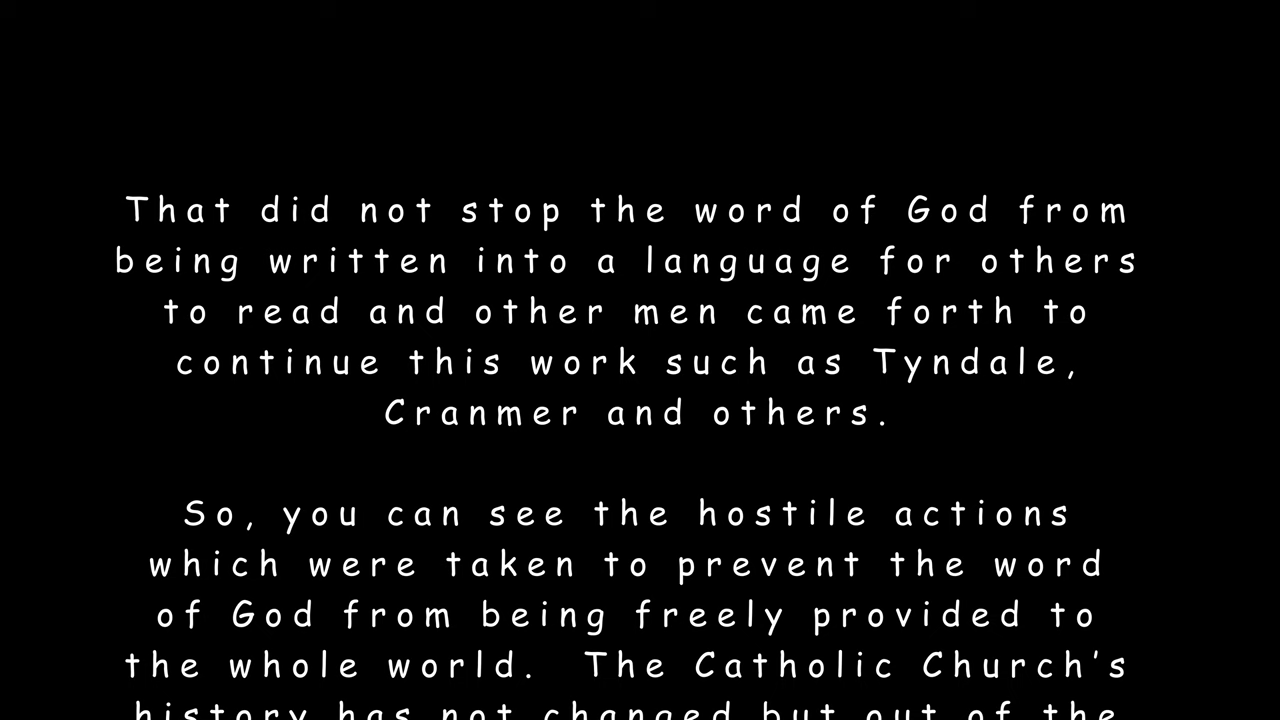 That did not stop the word of God from
being written into a language for others
to read and other men came forth to
continue this work such as Tyndale,
Cranmer and others.
So, you can see the hostile actions
which were taken to prevent the word
of God from being freely provided to
the whole world. The Catholic Church's
history has not changed but out of the